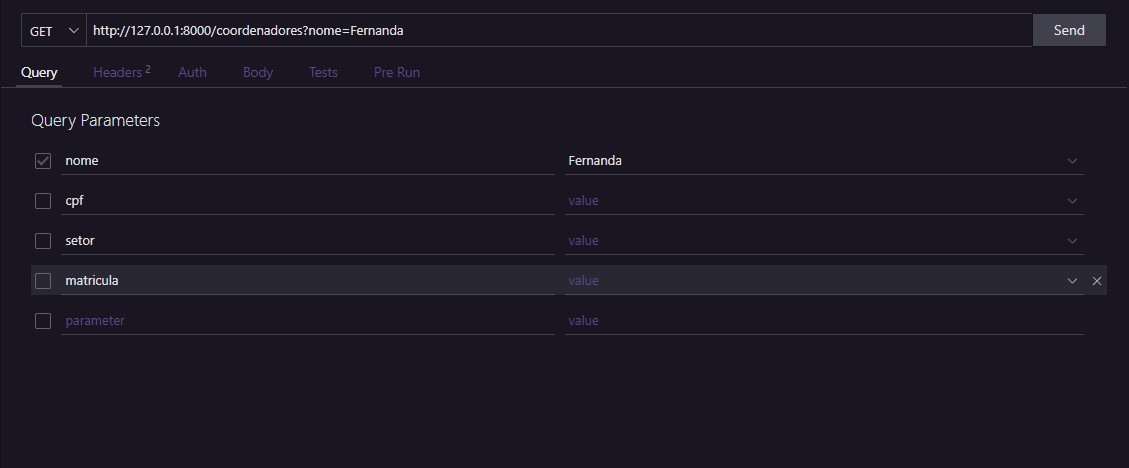 GET http://127.0.0.1:8000/coordenadores?nome=Fernanda Send
Query Headers 2 Auth Body Tests Pre Run
Query Parameters
nome Fernanda
cpf value
setor value
matricula value
parameter value